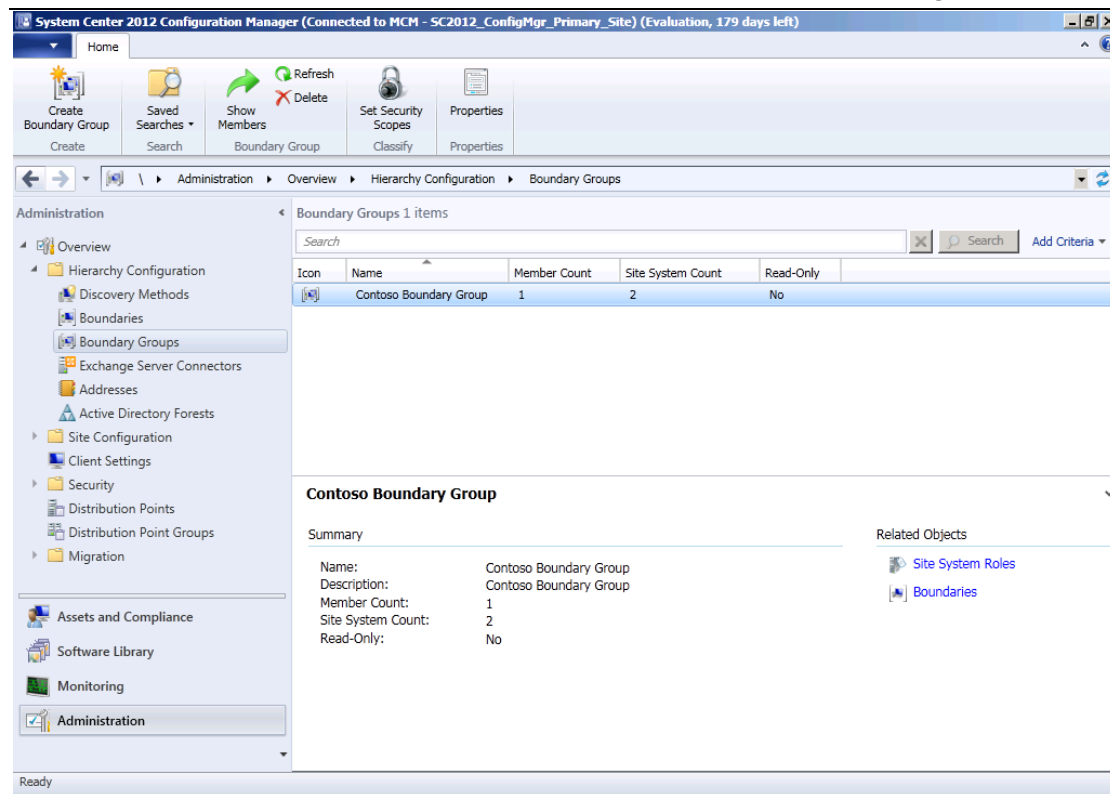 System Center 2012 Configuration Manager (Connected to MCM - SC2012_ConfigMgr_Primary_Site) (Evaluation, 179 days left)
Home
Create Boundary Group
Saved Searches
Show Members
Refresh
Delete
Set Security Scopes
Properties
Create
Search
Boundary Group
Classify
Properties
\ Administration Overview Hierarchy Configuration Boundary Groups
Administration
Overview
Hierarchy Configuration
Discovery Methods
Boundaries
Boundary Groups
Exchange Server Connectors
Addresses
Active Directory Forests
Site Configuration
Client Settings
Security
Distribution Points
Distribution Point Groups
Migration
Assets and Compliance
Software Library
Monitoring
Administration
Boundary Groups 1 items
Search
Search
Add Criteria
Icon Name Member Count Site System Count Read-Only
Contoso Boundary Group 1 2 No
Contoso Boundary Group
Summary
Name: Contoso Boundary Group
Description: Contoso Boundary Group
Member Count: 1
Site System Count: 2
Read-Only: No
Related Objects
Site System Roles
Boundaries
Ready